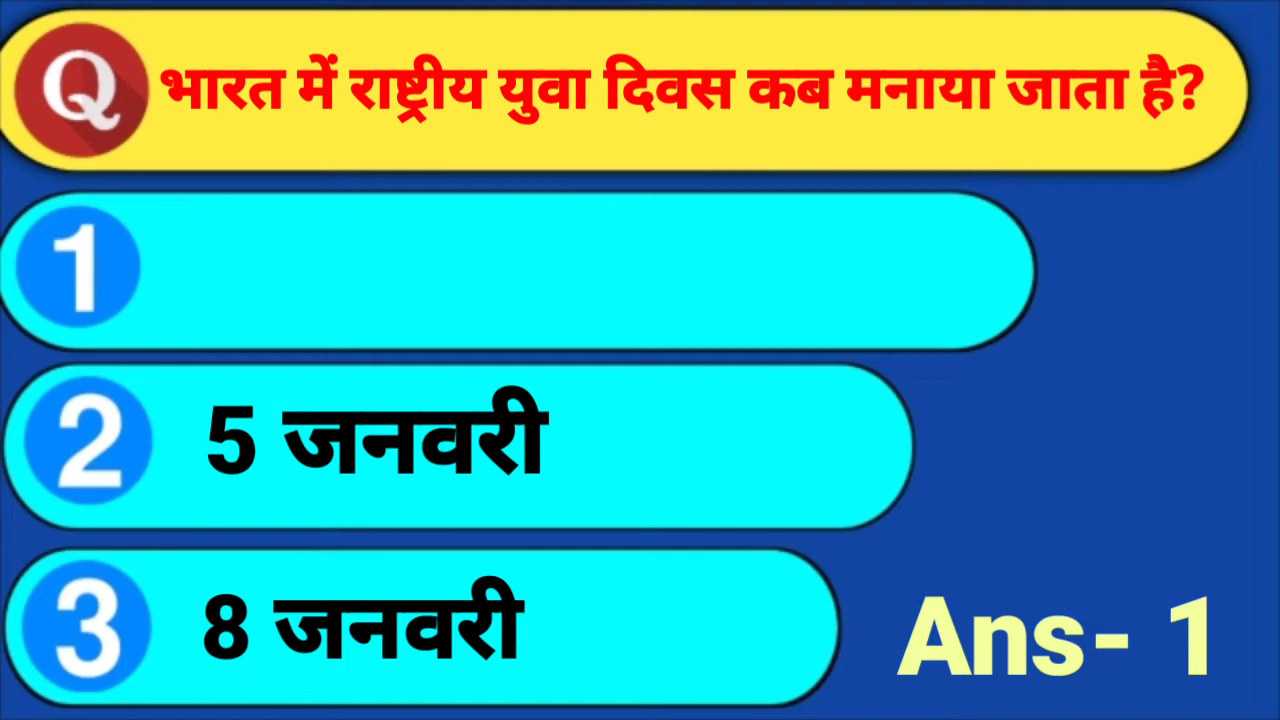 Q भारत में राष्ट्रीय युवा दिवस कब मनाया जाता है?
1
2 5 जनवरी
3 8 जनवरी
Ans- 1